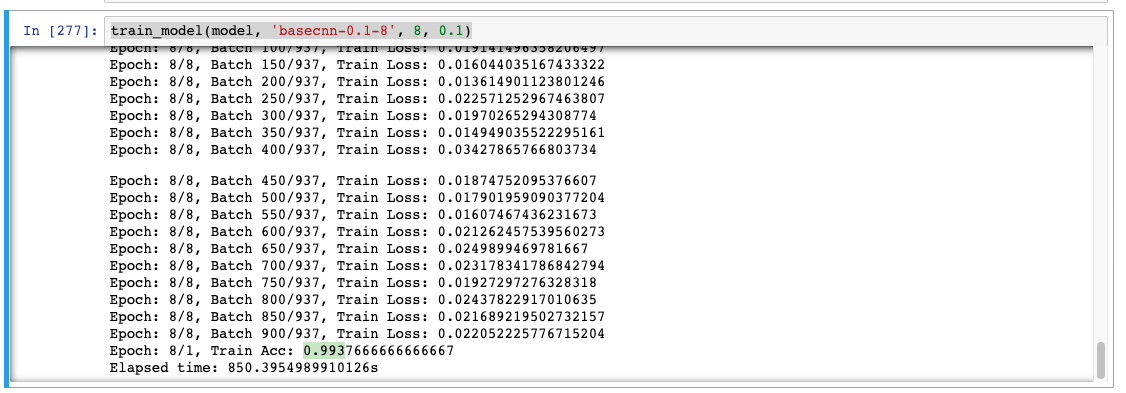 In [277]: train_model(model, 'basecnn-0.1-8', 8, 0.1)
Epoch: 8/8, Batch 100/937, Train Loss: 0.019141496358206497
Epoch: 8/8, Batch 150/937, Train Loss: 0.016044035167433322
Epoch: 8/8, Batch 200/937, Train Loss: 0.013614901123801246
Epoch: 8/8, Batch 250/937, Train Loss: 0.022571252967463807
Epoch: 8/8, Batch 300/937, Train Loss: 0.01970265294308774
Epoch: 8/8, Batch 350/937, Train Loss: 0.014949035522295161
Epoch: 8/8, Batch 400/937, Train Loss: 0.03427865766803734
Epoch: 8/8, Batch 450/937, Train Loss: 0.01874752095376607
Epoch: 8/8, Batch 500/937, Train Loss: 0.017901959090377204
Epoch: 8/8, Batch 550/937, Train Loss: 0.01607467436231673
Epoch: 8/8, Batch 600/937, Train Loss: 0.021262457539560273
Epoch: 8/8, Batch 650/937, Train Loss: 0.0249899469781667
Epoch: 8/8, Batch 700/937, Train Loss: 0.023178341786842794
Epoch: 8/8, Batch 750/937, Train Loss: 0.01927297276328318
Epoch: 8/8, Batch 800/937, Train Loss: 0.02437822917010635
Epoch: 8/8, Batch 850/937, Train Loss: 0.021689219502732157
Epoch: 8/8, Batch 900/937, Train Loss: 0.022052225776715204
Epoch: 8/1, Train Acc: 0.9937666666666667
Elapsed time: 850.3954989910126s